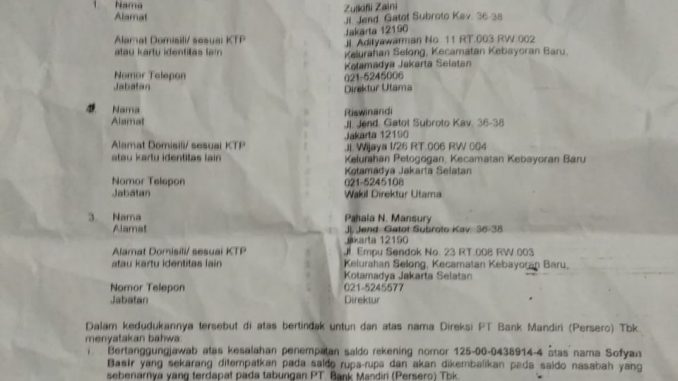 1. Nama Zulkifli Zaini
Alamat Jl. Jend. Gatot Subroto Kav. 36-38
Jakarta 12190
Alamat Domisili/ sesuai KTP Jl. Adityawarman No. 11 RT.003 RW.002
atau kartu identitas lain Kelurahan Selong, Kecamatan Kebayoran Baru,
Kotamadya Jakarta Selatan
Nomor Telepon 021-5245006
Jabatan Direktur Utama
Nama Riswinandi
Alamat Jl. Jend. Gatot Subroto Kav. 36-38
Jakarta 12190
Alamat Domisili/ sesuai KTP Jl. Wijaya I/26 RT.006 RW 004
atau kartu identitas lain Kelurahan Petogogan, Kecamatan Kebayoran Baru
Kotamadya Jakarta Selatan
Nomor Telepon 021-5245108
Jabatan Wakil Direktur Utama
3. Nama Pahala N. Mansury
Alamat Jl. Jend. Gatot Subroto Kav. 36-38
Jakarta 12190
Alamat Domisili/ sesuai KTP Jl. Empu Sendok No. 23 RT.008 RW.003
atau kartu identitas lain Kelurahan Selong, Kecamatan Kebayoran Baru,
Kotamadya Jakarta Selatan
Nomor Telepon 021-5245577
Jabatan Direktur
Dalam kedudukannya tersebut di atas bertindak untun dan atas nama Direksi PT Bank Mandiri (Persero) Tbk.
menyatakan bahwa
i. Bertanggungjawab atas kesalahan penempatan saldo rekening nomor 125-00-0438914-4 atas nama Sofyan
Basir yang sekarang ditempatkan pada saldo rupa-rupa dan akan dikembalikan pada saldo nasabah yang
sebenarnya yang terdapat pada tabungan PT. Bank Mandiri (Persero) Tbk.